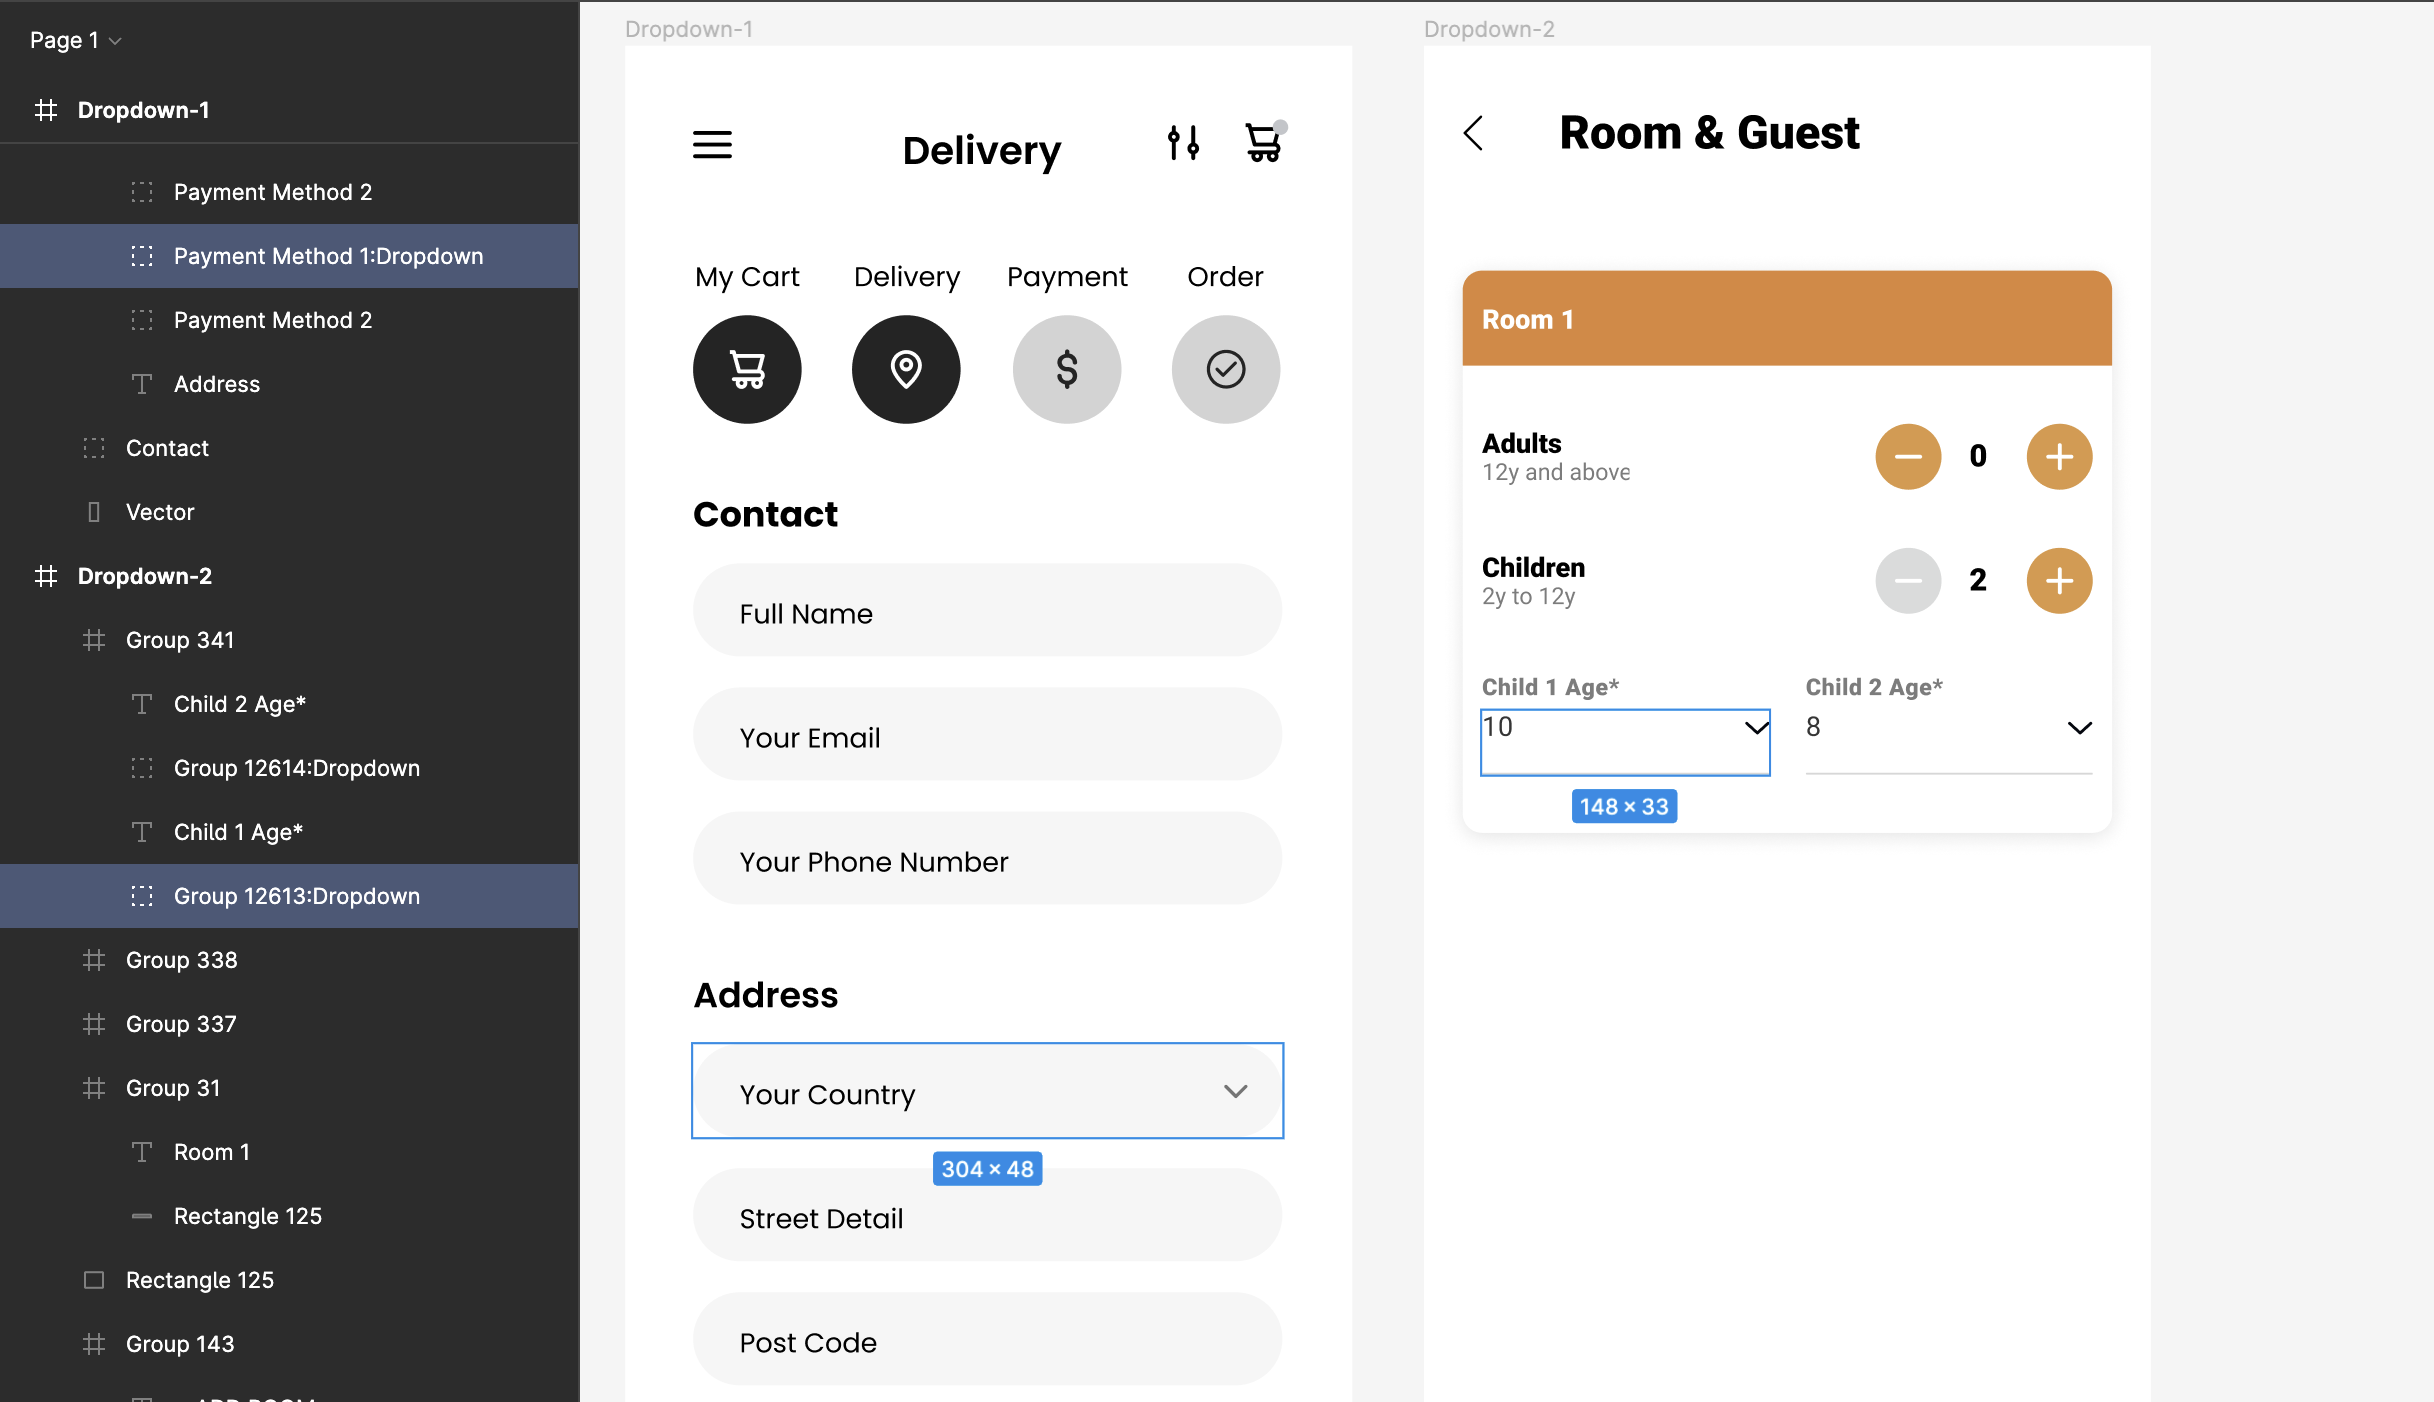 Page 1
Dropdown-1
Payment Method 2
Payment Method 1:Dropdown
Payment Method 2
Address
Contact
Vector
Dropdown-2
Group 341
Child 2 Age*
Group 12614:Dropdown
Child 1 Age*
Group 12613:Dropdown
Group 338
Group 337
Group 31
Room 1
Rectangle 125
Rectangle 125
Group 143
ADD ROOM
Dropdown-1
Delivery
My Cart Delivery Payment Order
$
Contact
Full Name
Your Email
Your Phone Number
Address
Your Country
304 × 48
Street Detail
Post Code
Dropdown-2
Room & Guest
Room 1
Adults
12y and above
0
Children
2y to 12y
2
Child 1 Age* Child 2 Age*
10 8
148 × 33